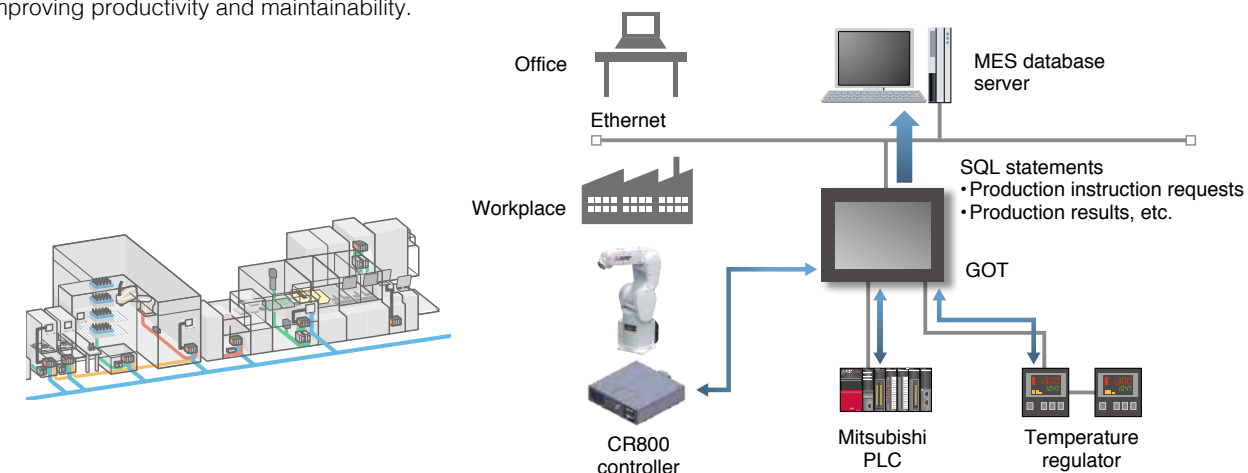 mproving productivity and maintainability.
Office
MES database
server
Ethernet
SQL statements
•Production instruction requests
•Production results, etc.
Workplace
GOT
CR800
controller
Mitsubishi
PLC
Temperature
regulator